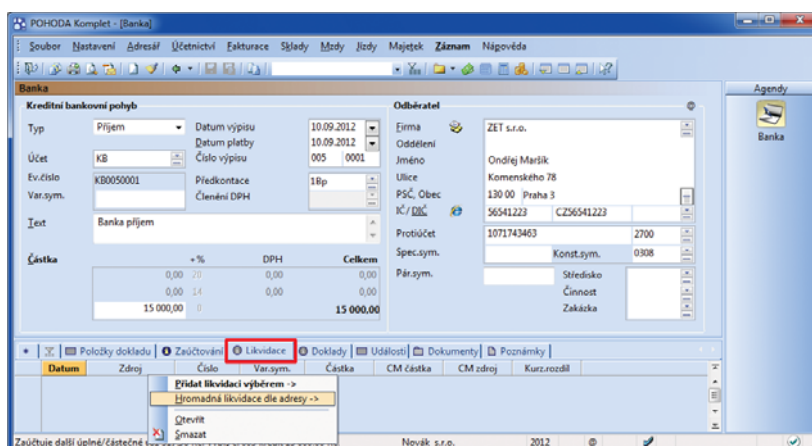 POHODA Komplet - [Banka]
Soubor Nastavení Adresář Účetnictví Fakturace Sklady Mzdy Jízdy Majetek Záznam Nápověda
Banka
Agendy
Kreditní bankovní pohyb
Odběratel
Typ Příjem Datum výpisu 10.09.2012
Firma ZET s.r.o.
Banka
Datum platby 10.09.2012
Oddělení
Účet KB Číslo výpisu 005 0001
Jméno Ondřej Maršík
Ev.číslo KB0050001 Předkontace 1Bp
Ulice Komenského 78
Var.sym. Členění DPH
PSČ, Obec 130 00 Praha 3
IČ/DIČ 56541223 CZ56541223
Text Banka příjem
Protiúčet 1071743463 2700
Spec.sym. Konst.sym. 0308
Částka +% DPH Celkem
Pár.sym. Středisko
0,00 20 0,00 0,00
Činnost
0,00 14 0,00 0,00
Zakázka
15 000,00 0 15 000,00
Položky dokladu Zaúčtování Likvidace Doklady Události Dokumenty Poznámky
Datum Zdroj Číslo Var.sym. Částka CM částka CM zdroj Kurz.rozdíl
Přidat likvidaci výběrem ->
Hromadná likvidace dle adresy ->
Otevřít
Smazat
Zaúčtuje další úplné/částečné
Novák s.r.o. 2012 @